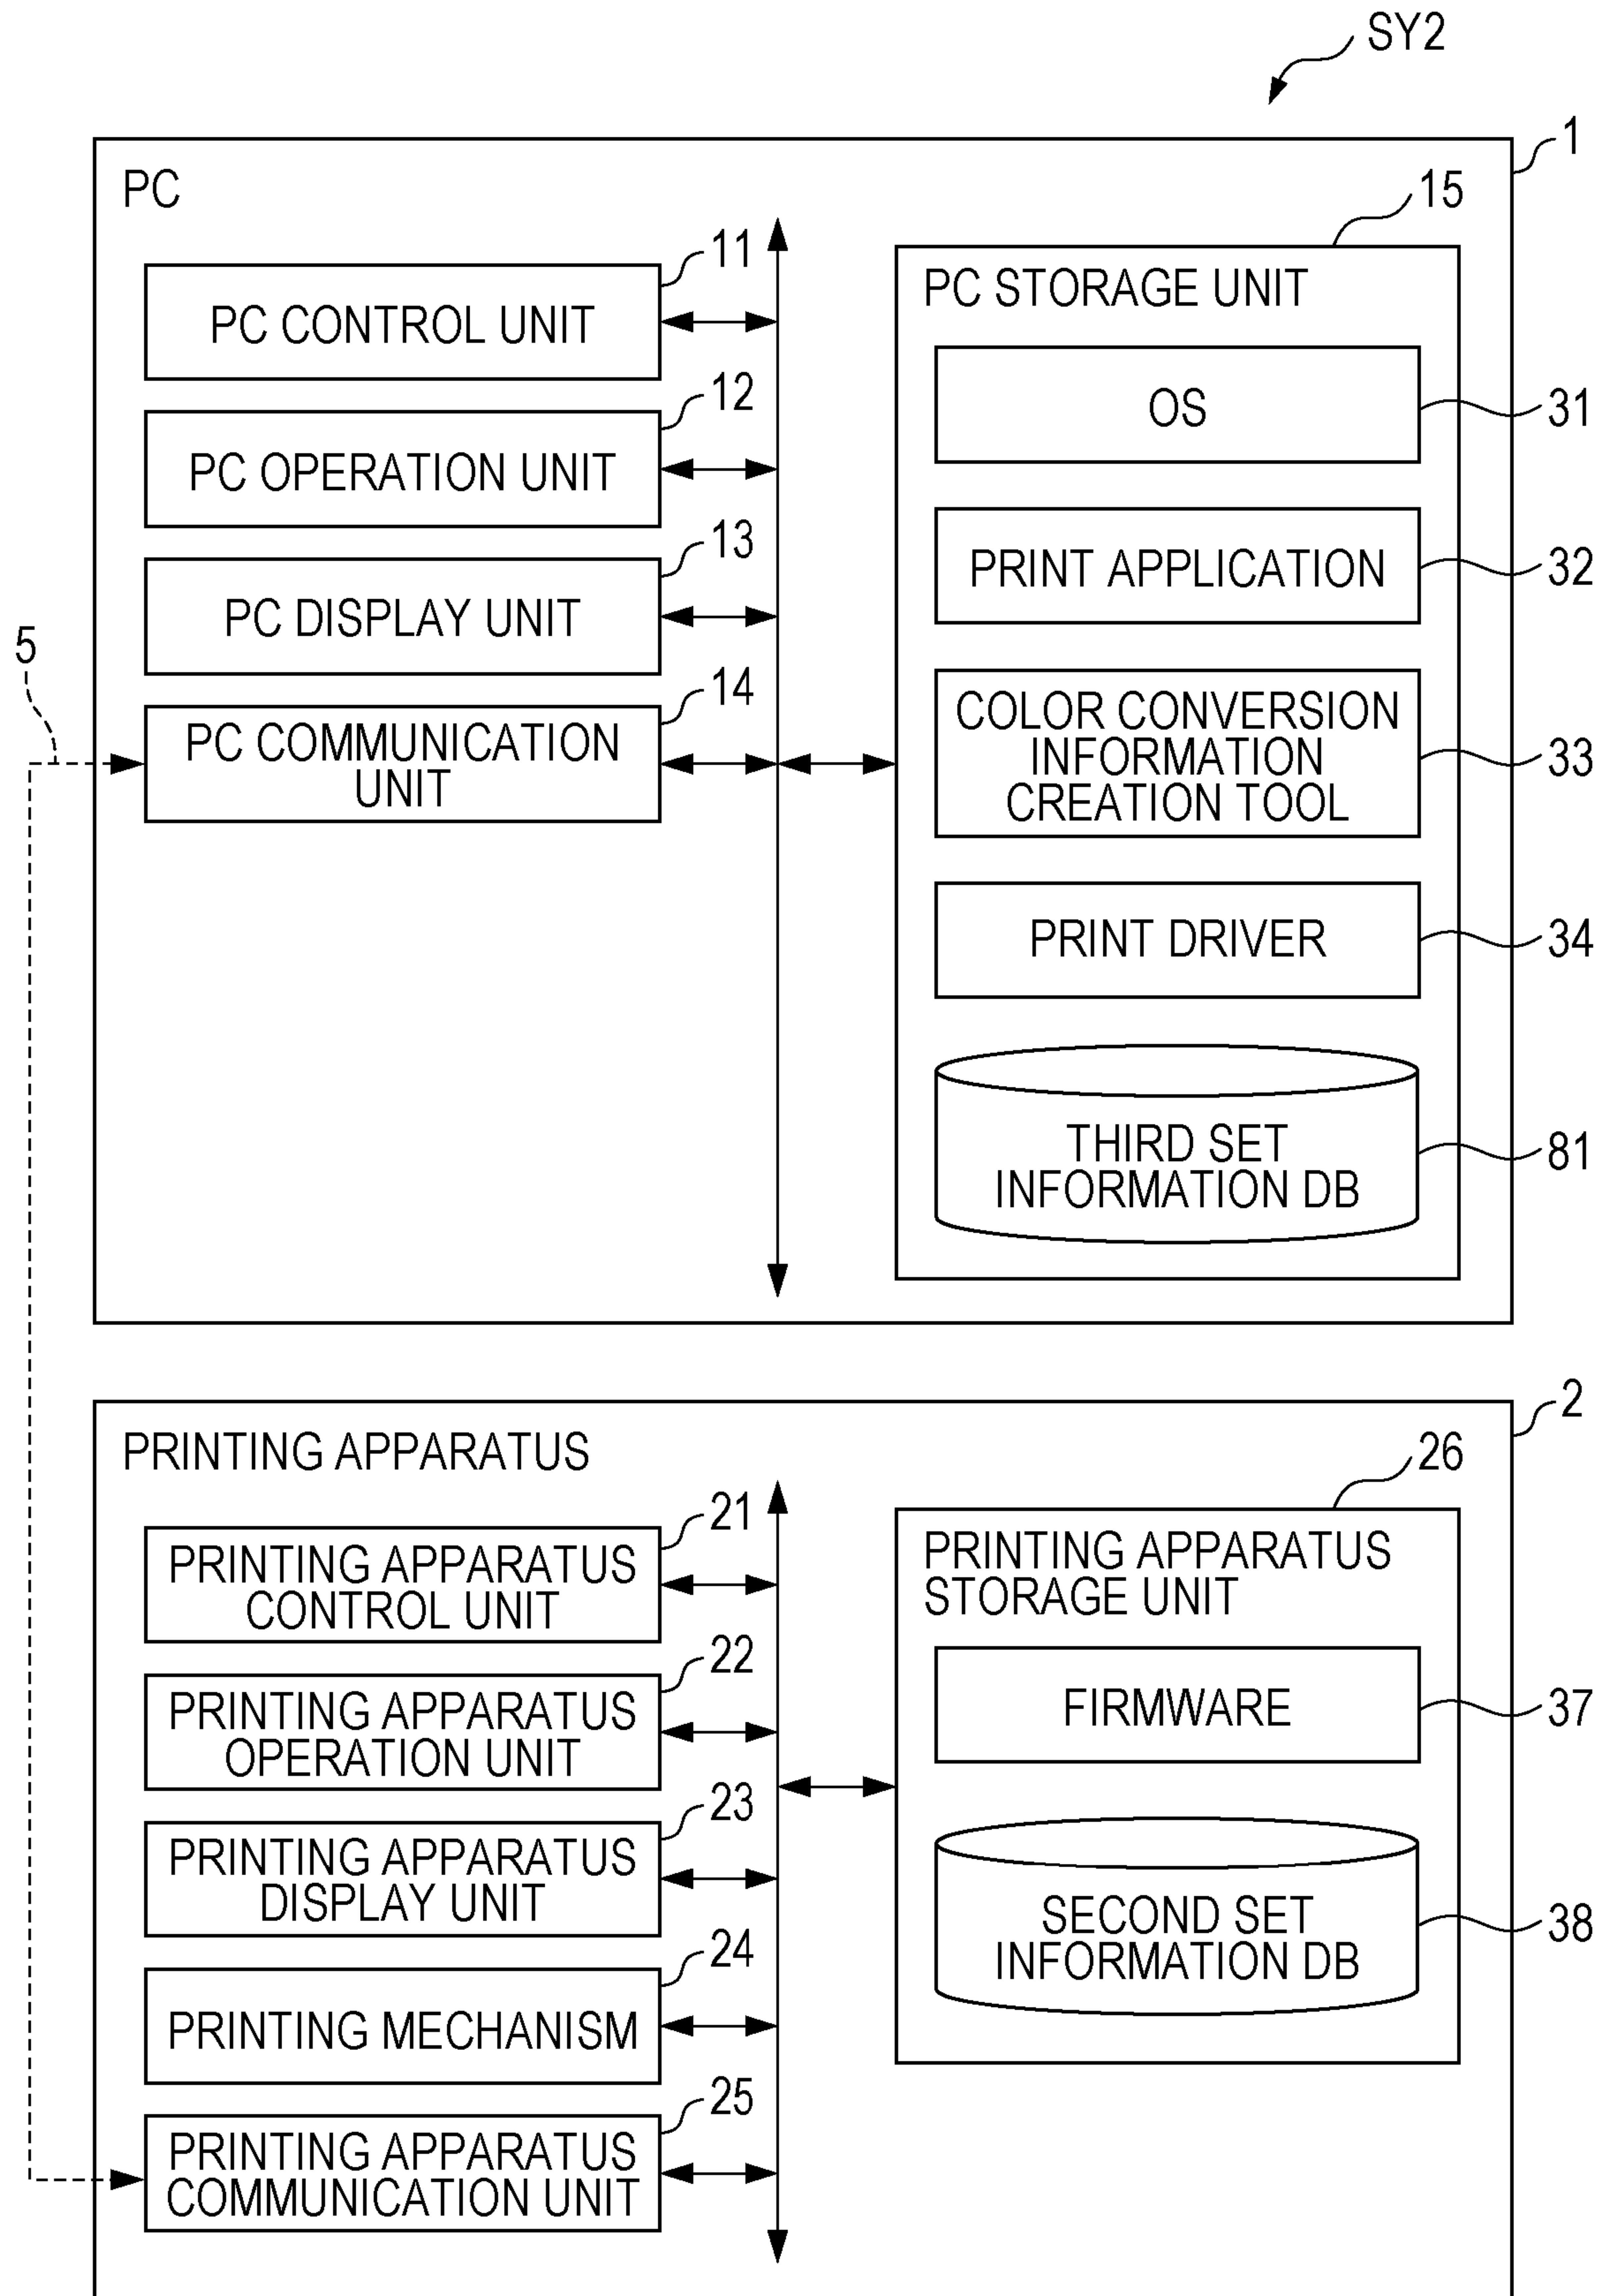 SY2
1
PC
15
11
PC CONTROL UNIT
12
PC OPERATION UNIT
13
PC DISPLAY UNIT
5
14
PC COMMUNICATION
UNIT
PC STORAGE UNIT
OS
31
PRINT APPLICATION
32
COLOR CONVERSION
INFORMATION
CREATION TOOL
33
PRINT DRIVER
34
THIRD SET
INFORMATION DB
81
2
PRINTING APPARATUS
26
21
PRINTING APPARATUS
CONTROL UNIT
22
PRINTING APPARATUS
OPERATION UNIT
23
PRINTING APPARATUS
DISPLAY UNIT
24
PRINTING MECHANISM
25
PRINTING APPARATUS
COMMUNICATION UNIT
PRINTING APPARATUS
STORAGE UNIT
FIRMWARE
37
SECOND SET
INFORMATION DB
38